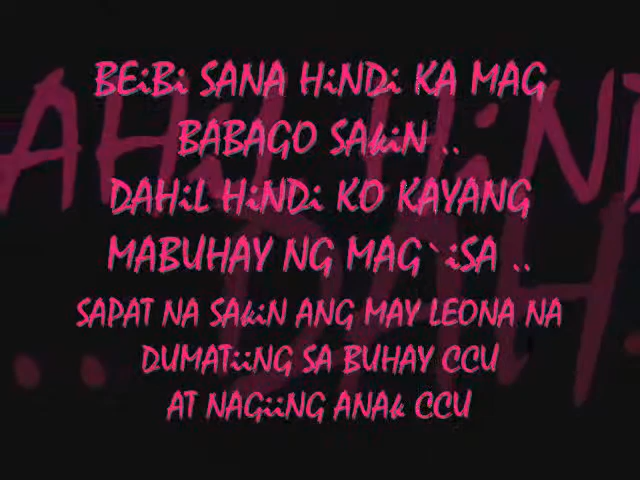 BEiBi SANA HiNDi KA MAG
BABAGO SAkiN ..
DAHiL HiNDi KO KAYANG
MABUHAY NG MAG`iSA ..
SAPAT NA SAkiN ANG MAY LEONA NA
DUMATiiNG SA BUHAY CCU
AT NAGiiNG ANAk CCU